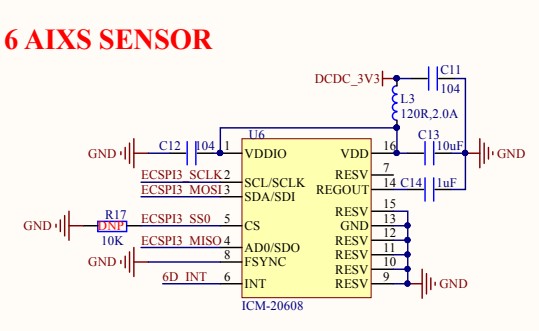 6 AIXS SENSOR
DCDC_3V3
C11
104
L3
120R,2.0A
C12 104 1
U6
C13
16 10uF
GND
VDDIO
VDD
GND
7
RESV
ECSPI3_SCLK 2
SCL/SCLK
14 C14 1uF
REGOUT
ECSPI3_MOSI 3
SDA/SDI
15
RESV
R17
ECSPI3_SS0 5
13
GND
DNP
CS
GND
10K
12
RESV
ECSPI3_MISO 4
AD0/SDO
11
RESV
8
GND
FSYNC
10
RESV
6D_INT 6
INT
9
RESV
GND
ICM-20608